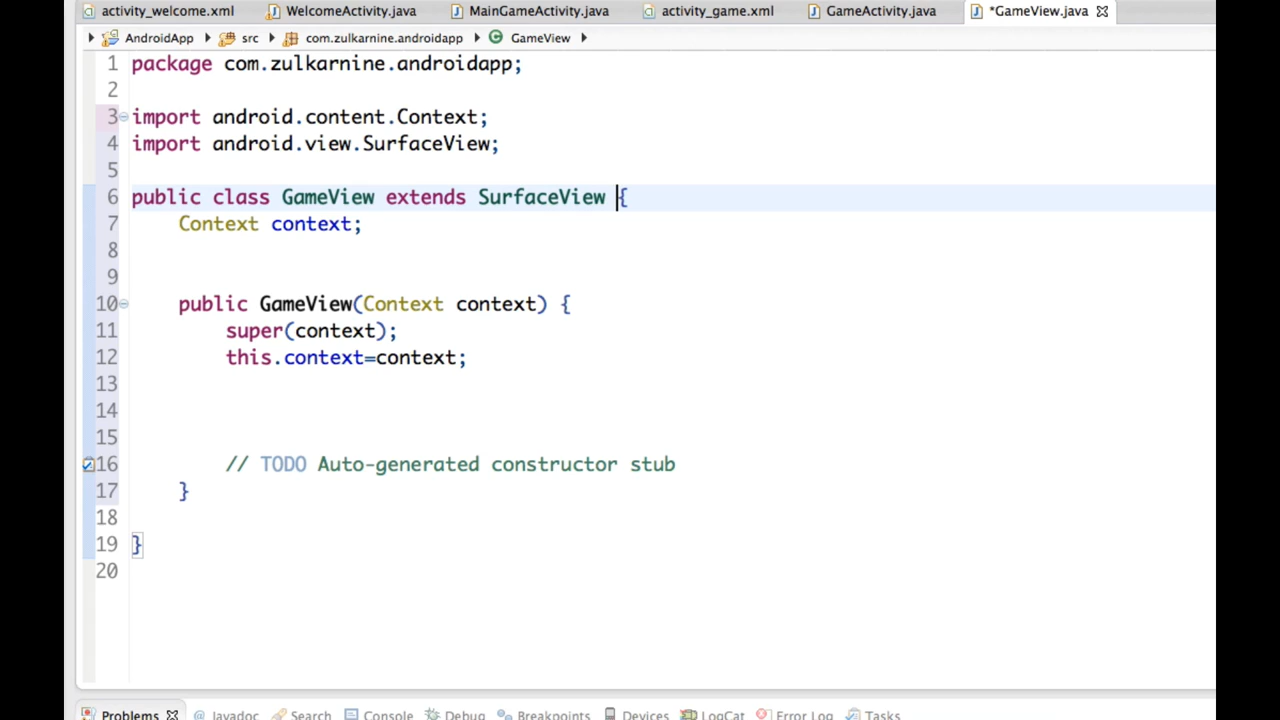 activity_welcome.xml WelcomeActivity.java MainGameActivity.java activity_game.xml GameActivity.java *GameView.java
AndroidApp src com.zulkarnine.androidapp GameView
1 package com.zulkarnine.androidapp;
2
3 import android.content.Context;
4 import android.view.SurfaceView;
5
6 public class GameView extends SurfaceView {
7 Context context;
8
9
10 public GameView(Context context) {
11 super(context);
12 this.context=context;
13
14
15
16 // TODO Auto-generated constructor stub
17 }
18
19 }
20
Problems @ Javadoc Search Console Debug Breakpoints Devices LogCat Error Log Tasks